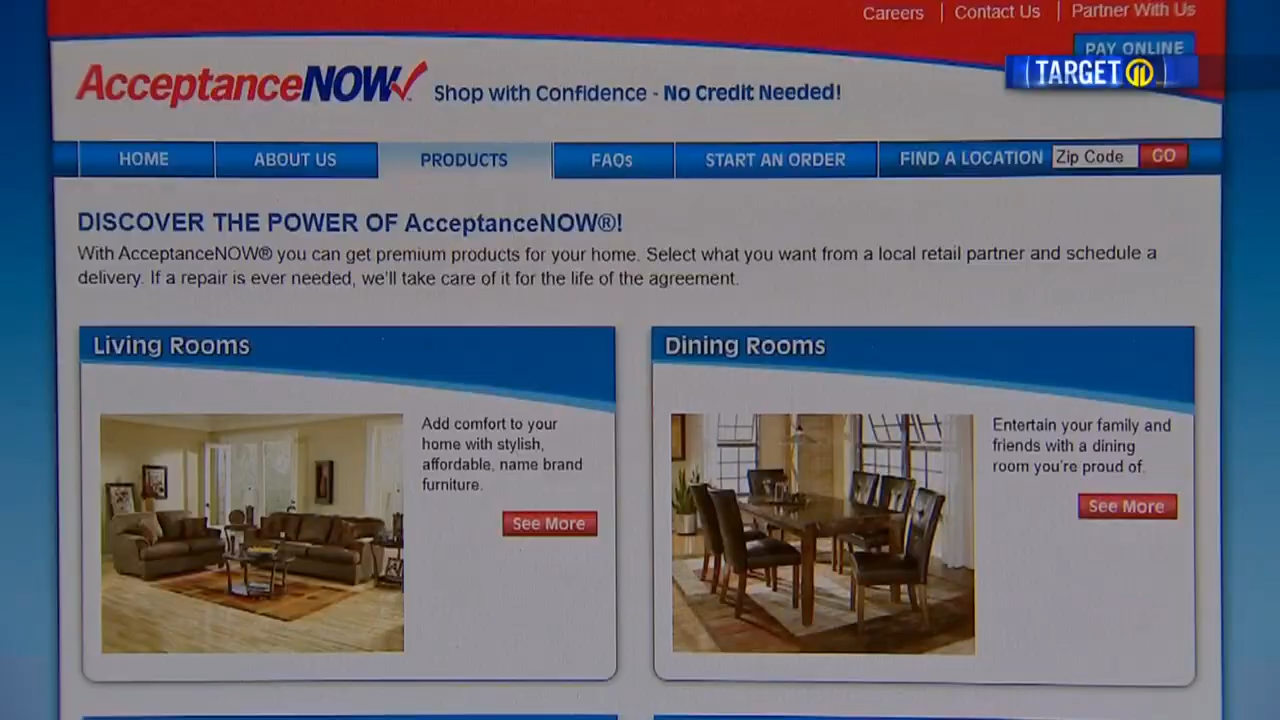 Careers | Contact Us | Partner With Us
PAY ONLINE
TARGET 11
AcceptanceNOW
Shop with Confidence - No Credit Needed!
HOME
ABOUT US
PRODUCTS
FAQs
START AN ORDER
FIND A LOCATION
Zip Code
GO
DISCOVER THE POWER OF AcceptanceNOW®!
With AcceptanceNOW® you can get premium products for your home. Select what you want from a local retail partner and schedule a
delivery. If a repair is ever needed, we'll take care of it for the life of the agreement.
Living Rooms
Add comfort to your
home with stylish,
affordable, name brand
furniture.
See More
Dining Rooms
Entertain your family and
friends with a dining
room you're proud of.
See More